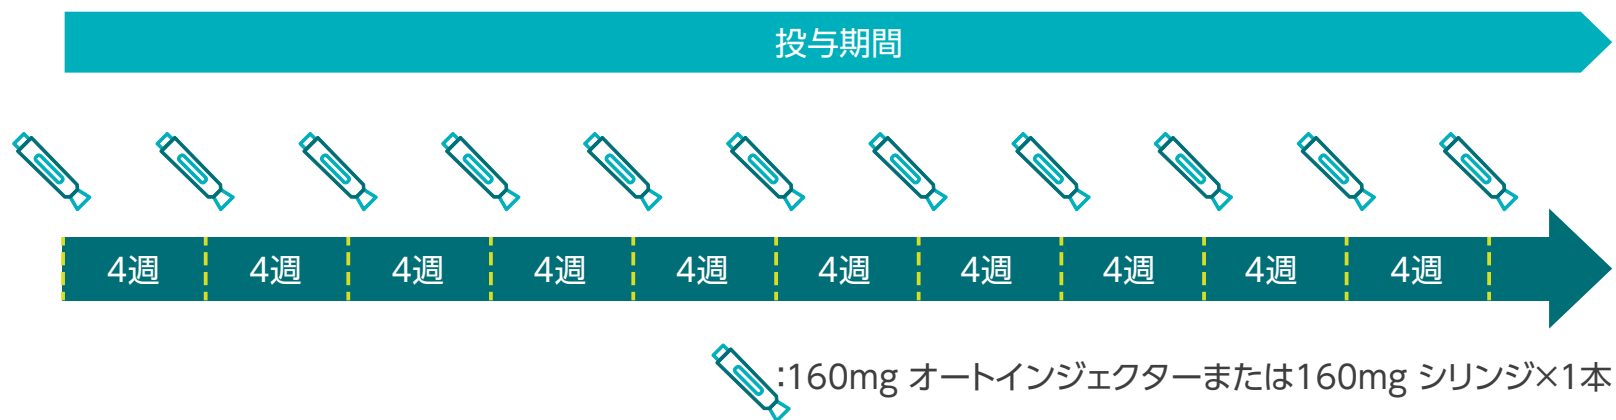 投与期間
4週 4週 4週 4週 4週 4週 4週 4週 4週 4週
:160mg オートインジェクターまたは160mg シリンジ×1本